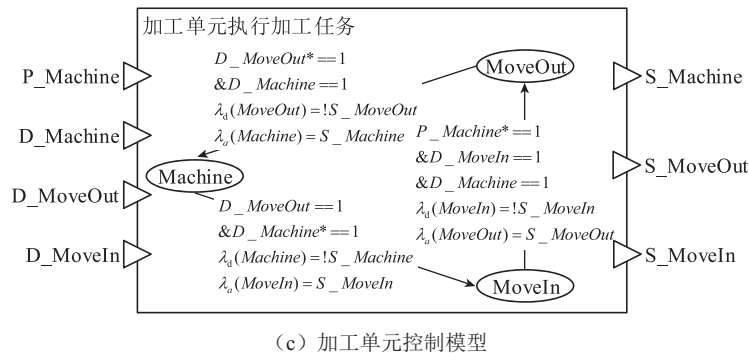 加工单元执行加工任务
P_Machine
D_Machine
D_MoveOut
D_MoveIn
D_MoveOut*==1
&D_Machine==1
λd(MoveOut)=!S_MoveOut
λa(Machine)=S_Machine
MoveOut
P_Machine*==1
&D_MoveIn==1
&D_Machine==1
λd(MoveIn)=!S_MoveIn
λa(MoveOut)=S_MoveOut
Machine
D_MoveOut==1
&D_Machine*==1
λd(Machine)=!S_Machine
λa(MoveIn)=S_MoveIn
MoveIn
S_Machine
S_MoveOut
S_MoveIn
（c）加工单元控制模型